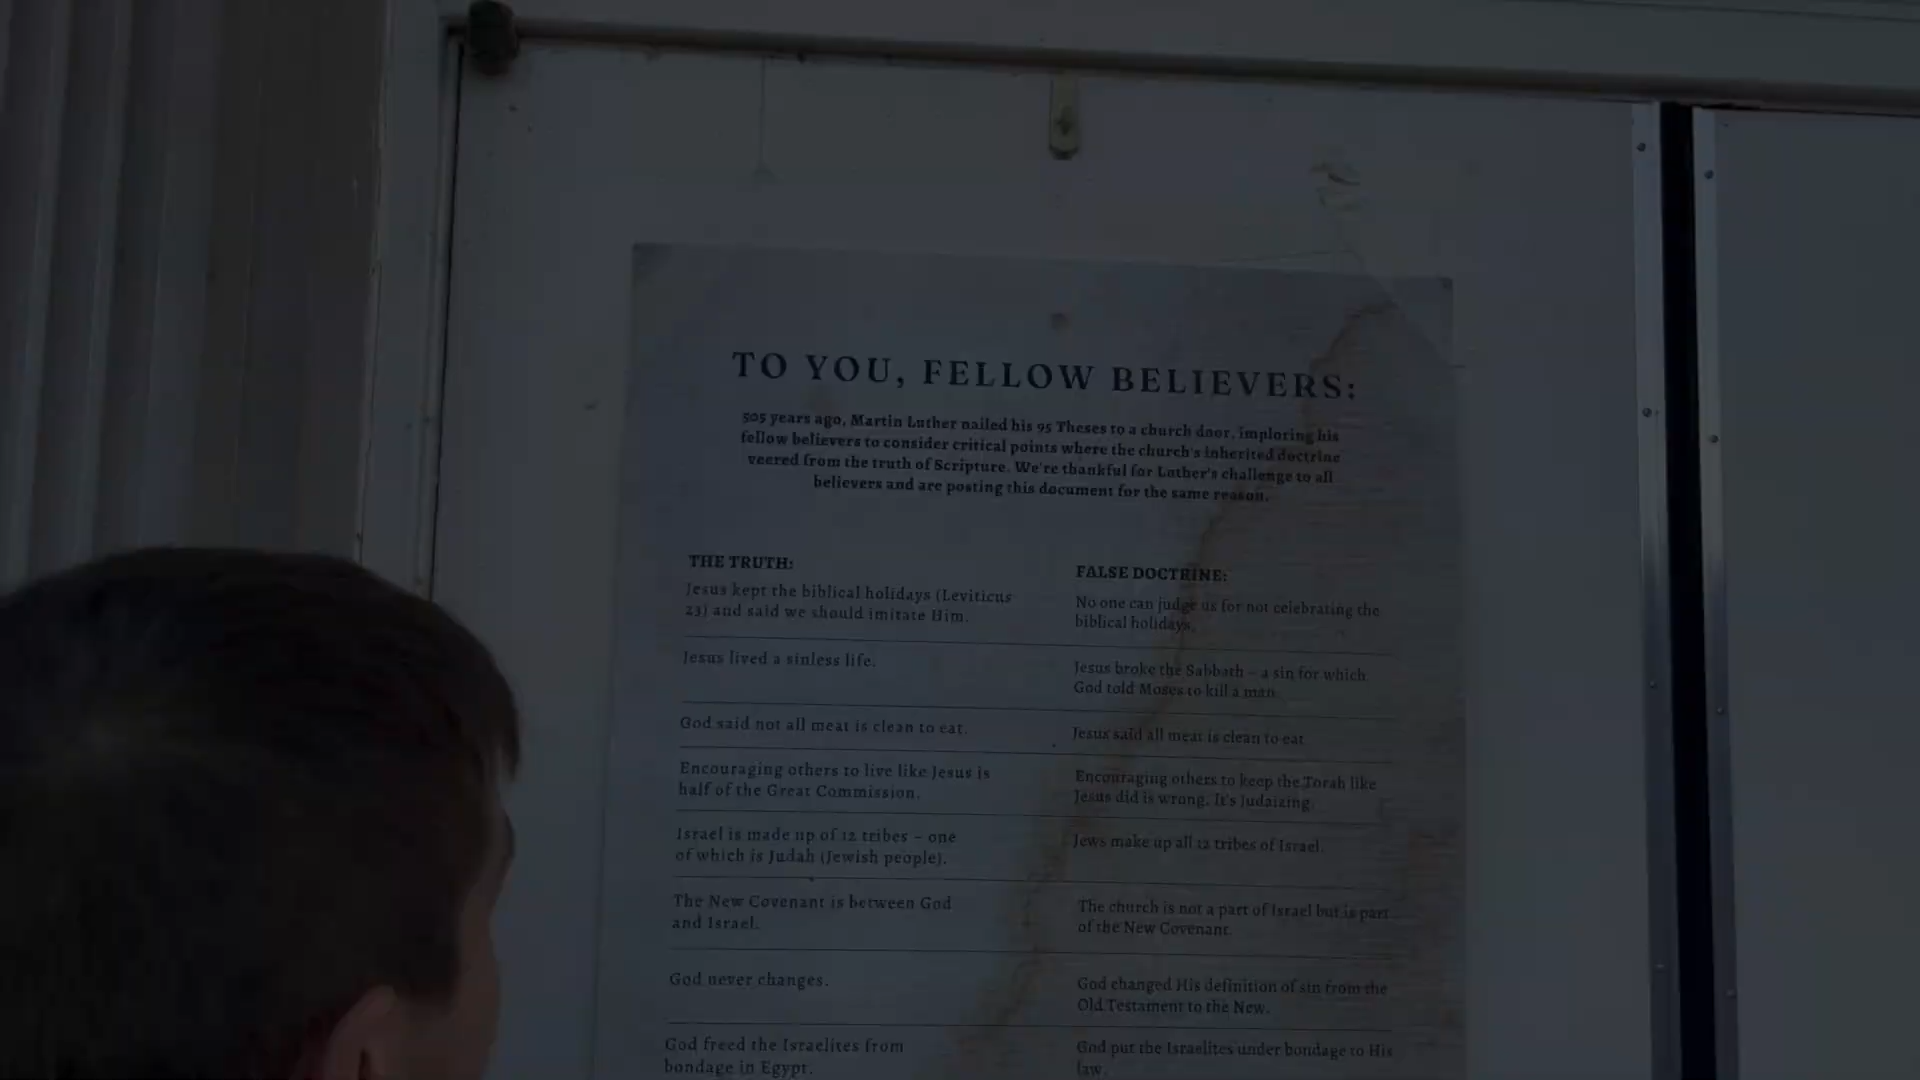 TO YOU, FELLOW BELIEVERS:
505 years ago, Martin Luther nailed his 95 Theses to a church door, imploring his
fellow believers to consider critical points where the church's inherited doctrine
veered from the truth of Scripture. We're thankful for Luther's challenge to all
believers and are posting this document for the same reason.
THE TRUTH:
FALSE DOCTRINE:
Jesus kept the biblical holidays (Leviticus
23) and said we should imitate Him.
No one can judge us for not celebrating the
biblical holidays.
Jesus lived a sinless life.
Jesus broke the Sabbath – a sin for which
God told Moses to kill a man.
God said not all meat is clean to eat.
Jesus said all meat is clean to eat.
Encouraging others to live like Jesus is
half of the Great Commission.
Encouraging others to keep the Torah like
Jesus did is wrong. It's Judaizing.
Israel is made up of 12 tribes – one
of which is Judah (Jewish people).
Jews make up all 12 tribes of Israel.
The New Covenant is between God
and Israel.
The church is not a part of Israel but is part
of the New Covenant.
God never changes.
God changed His definition of sin from the
Old Testament to the New.
God freed the Israelites from
bondage in Egypt.
God put the Israelites under bondage to His
law.